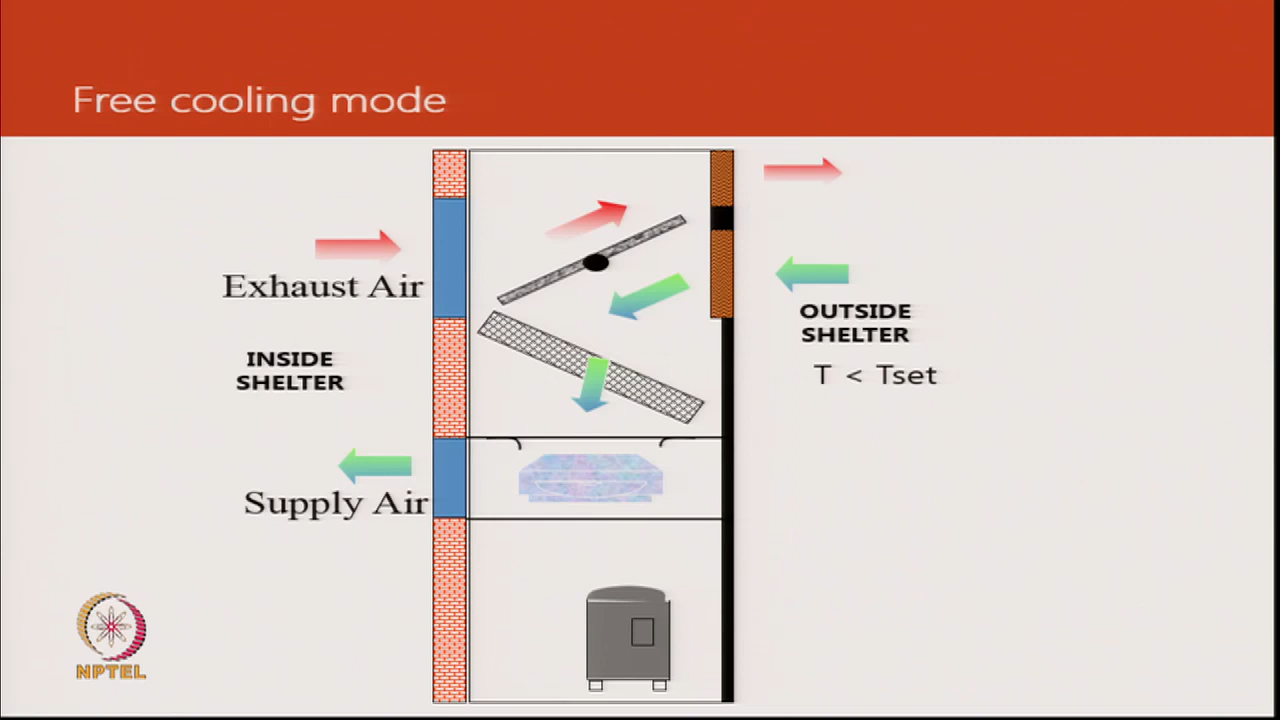 Free cooling mode
Exhaust Air
INSIDE
SHELTER
Supply Air
OUTSIDE
SHELTER
T < Tset
NPTEL